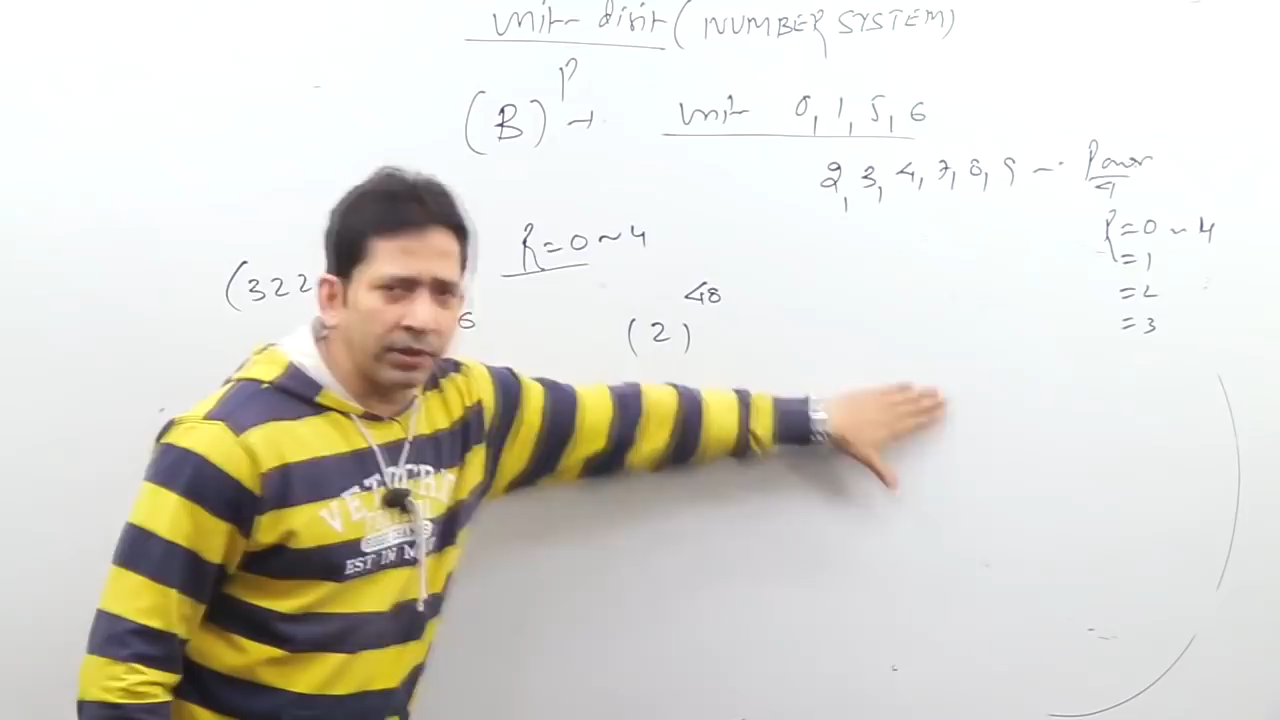 Unit digit (NUMBER SYSTEM)
(B)^P → Unit 0, 1, 5, 6
2, 3, 4, 7, 8, 9 — Power/4
R=0 ~ 4
=1
=2
=3
R=0 ~ 4
(322
6
(2)^48
EST IN